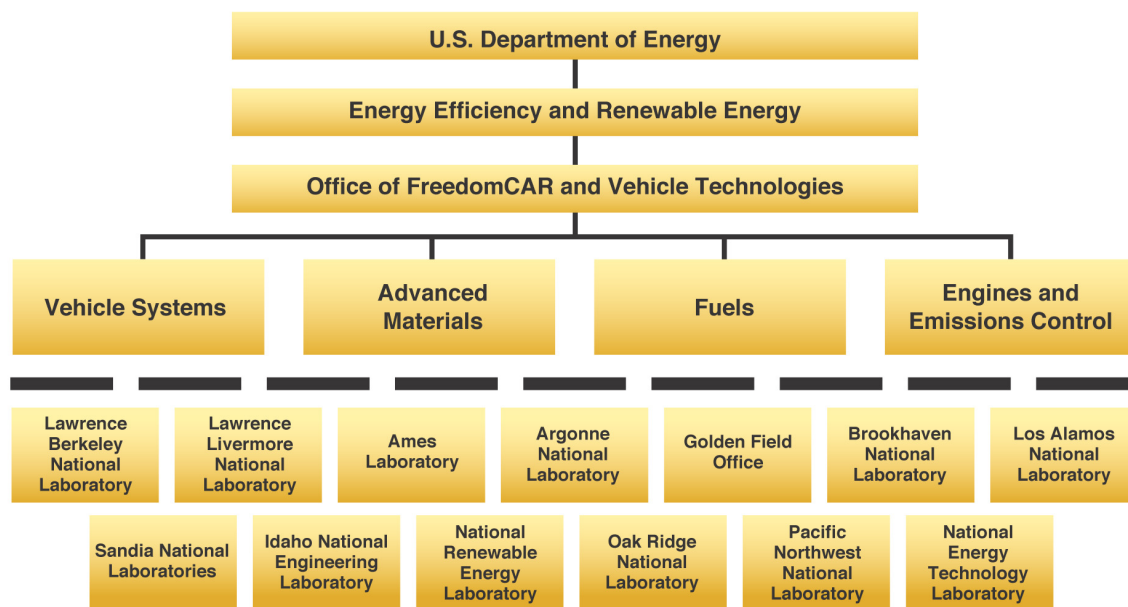 U.S. Department of Energy
Energy Efficiency and Renewable Energy
Office of FreedomCAR and Vehicle Technologies
Vehicle Systems
Advanced
Materials
Fuels
Engines and
Emissions Control
Lawrence
Berkeley
National
Laboratory
Lawrence
Livermore
National
Laboratory
Ames
Laboratory
Argonne
National
Laboratory
Golden Field
Office
Brookhaven
National
Laboratory
Los Alamos
National
Laboratory
Sandia National
Laboratories
Idaho National
Engineering
Laboratory
National
Renewable
Energy
Laboratory
Oak Ridge
National
Laboratory
Pacific
Northwest
National
Laboratory
National
Energy
Technology
Laboratory